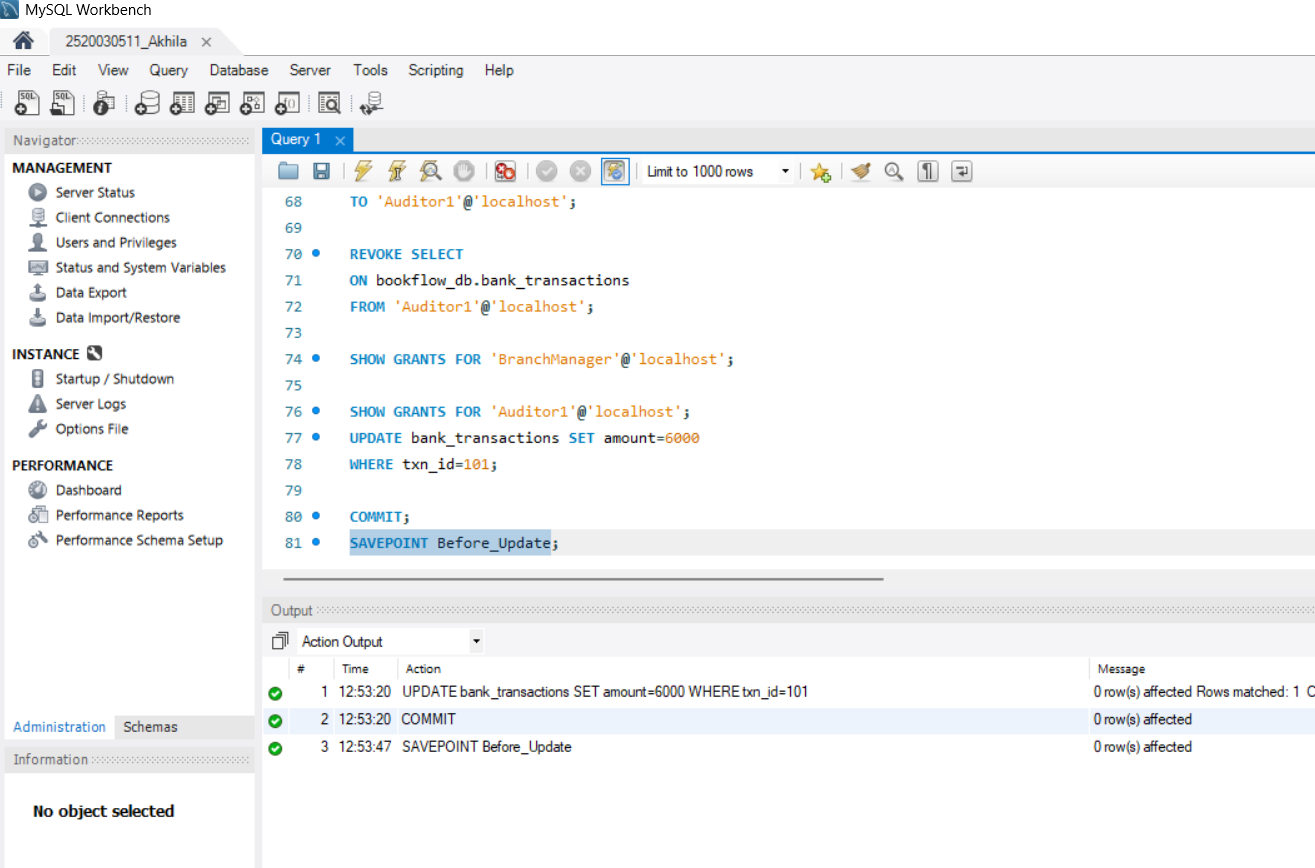 MySQL Workbench
2520030511_Akhila ×
File Edit View Query Database Server Tools Scripting Help
Navigator
MANAGEMENT
Server Status
Client Connections
Users and Privileges
Status and System Variables
Data Export
Data Import/Restore
INSTANCE
Startup / Shutdown
Server Logs
Options File
PERFORMANCE
Dashboard
Performance Reports
Performance Schema Setup
Administration Schemas
Information
No object selected
Query 1 ×
Limit to 1000 rows
68 TO 'Auditor1'@'localhost';
69
70 REVOKE SELECT
71 ON bookflow_db.bank_transactions
72 FROM 'Auditor1'@'localhost';
73
74 SHOW GRANTS FOR 'BranchManager'@'localhost';
75
76 SHOW GRANTS FOR 'Auditor1'@'localhost';
77 UPDATE bank_transactions SET amount=6000
78 WHERE txn_id=101;
79
80 COMMIT;
81 SAVEPOINT Before_Update;
Output
Action Output
# Time Action Message
1 12:53:20 UPDATE bank_transactions SET amount=6000 WHERE txn_id=101 0 row(s) affected Rows matched: 1 C
2 12:53:20 COMMIT 0 row(s) affected
3 12:53:47 SAVEPOINT Before_Update 0 row(s) affected